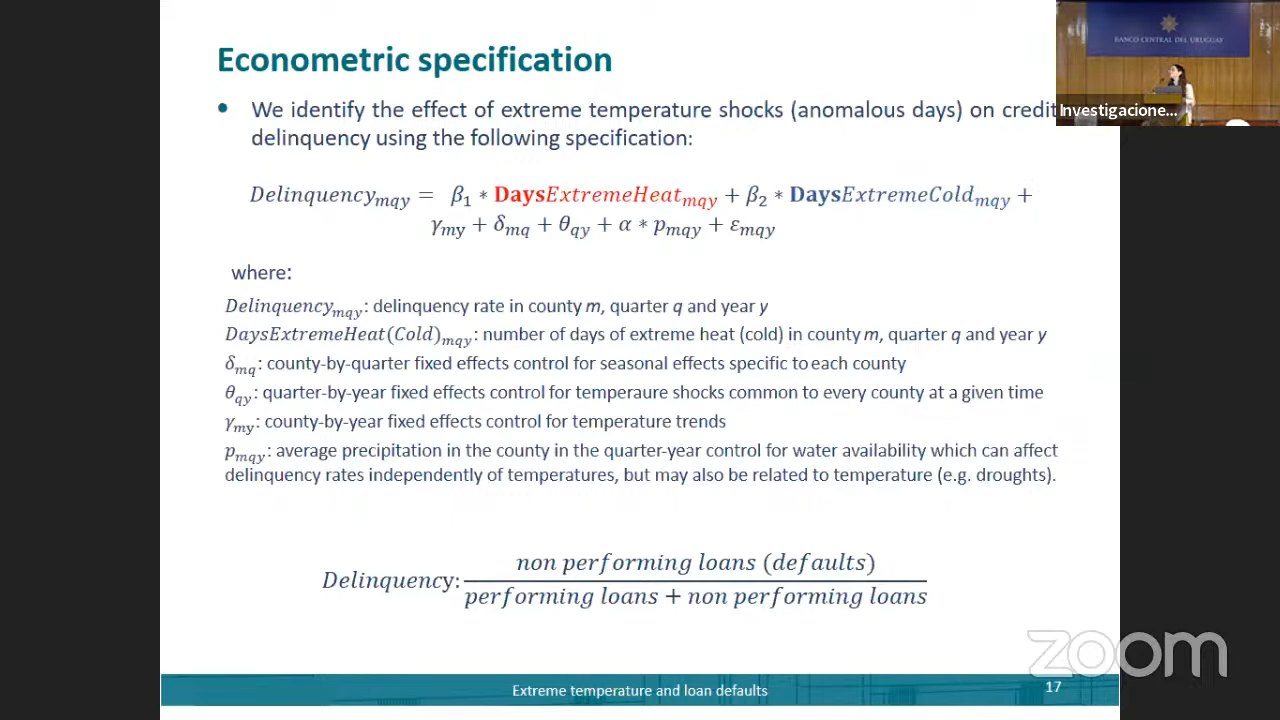 Econometric specification
• We identify the effect of extreme temperature shocks (anomalous days) on credit
delinquency using the following specification:
Delinquency_mqy = β_1 * DaysExtremeHeat_mqy + β_2 * DaysExtremeCold_mqy +
γ_my + δ_mq + θ_qy + α * p_mqy + ε_mqy
where:
Delinquency_mqy: delinquency rate in county m, quarter q and year y
DaysExtremeHeat(Cold)_mqy: number of days of extreme heat (cold) in county m, quarter q and year y
δ_mq: county-by-quarter fixed effects control for seasonal effects specific to each county
θ_qy: quarter-by-year fixed effects control for temperaure shocks common to every county at a given time
γ_my: county-by-year fixed effects control for temperature trends
p_mqy: average precipitation in the county in the quarter-year control for water availability which can affect
delinquency rates independently of temperatures, but may also be related to temperature (e.g. droughts).
Delinquency: non performing loans (defaults)
performing loans + non performing loans
Extreme temperature and loan defaults
17
BANCO CENTRAL DEL URUGUAY
Investigacione...
zoom